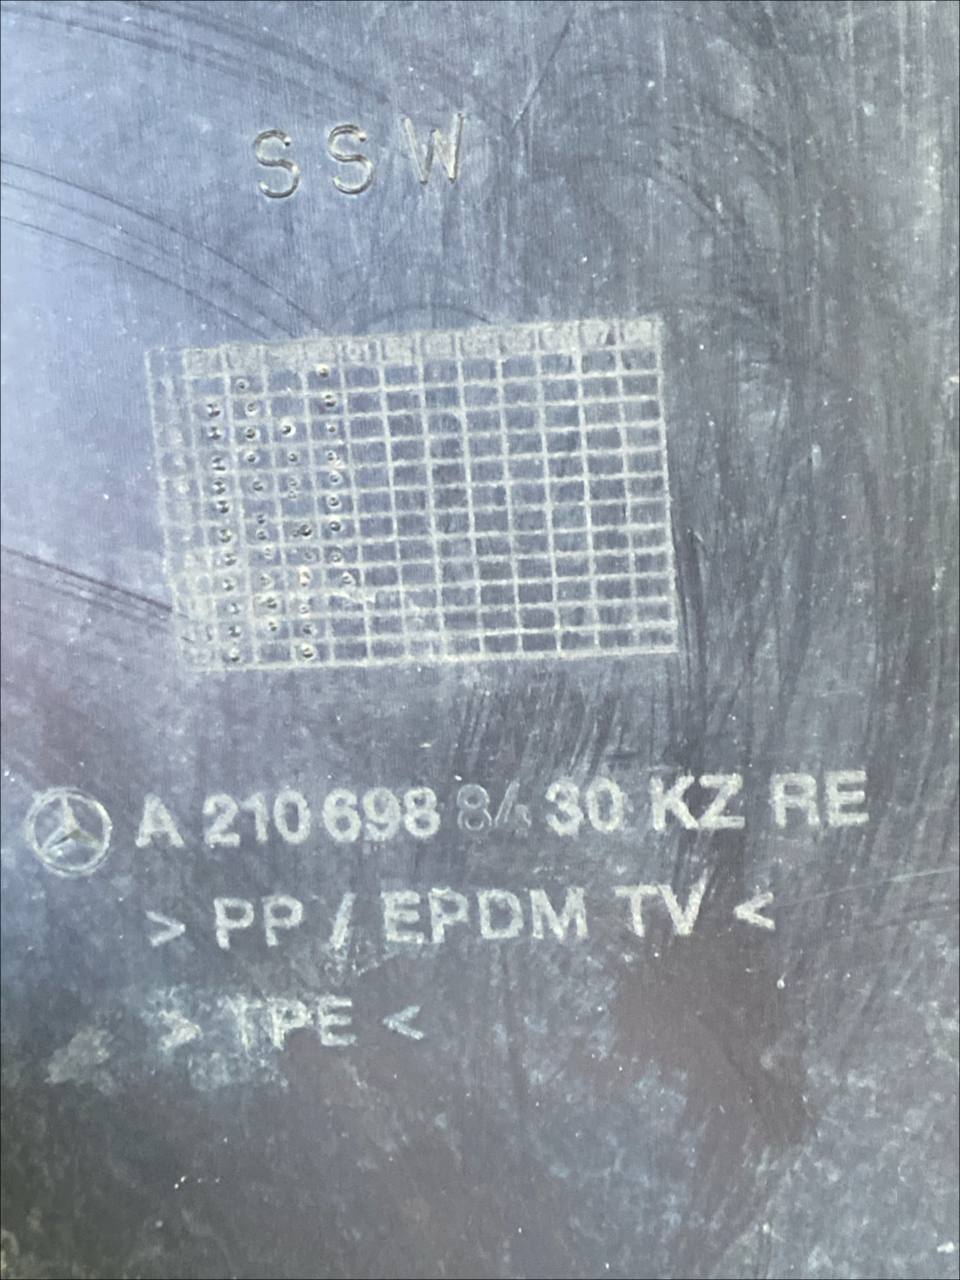 SSW
A 210 698 84 30 KZ RE
> PP / EPDM TV <
> TPE <